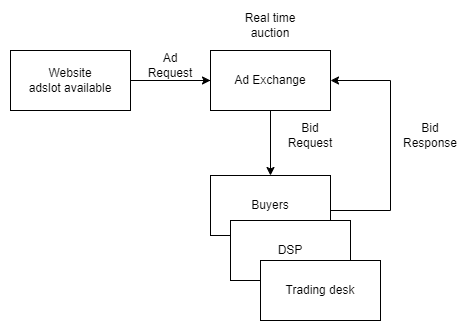 Real time
auction
Website
adslot available
Ad
Request
Ad Exchange
Bid
Request
Bid
Response
Buyers
DSP
Trading desk